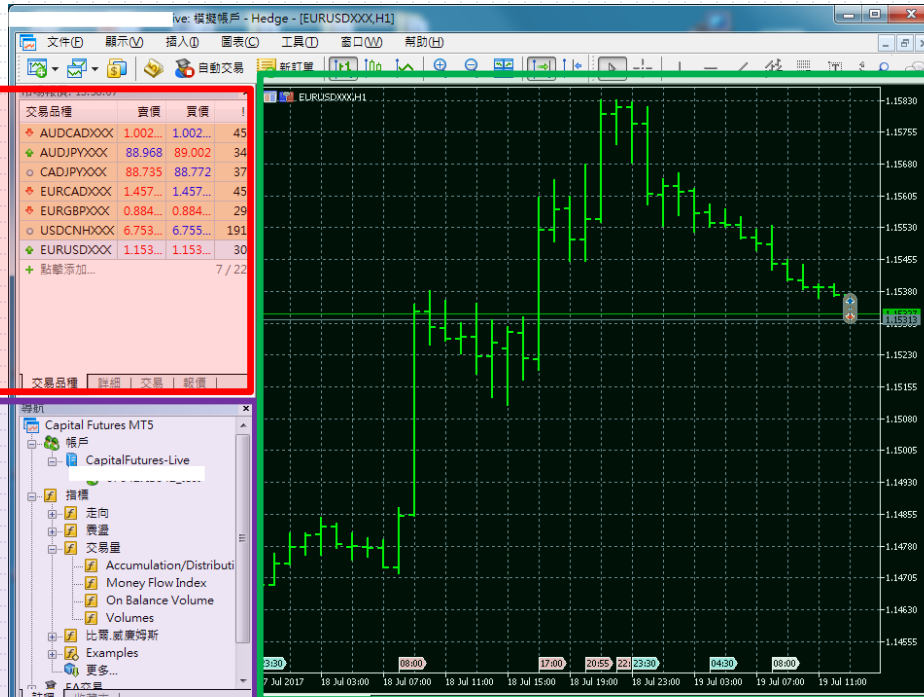 ive: 模擬帳戶 - Hedge - [EURUSDXXX,H1]
文件(F) 顯示(V) 插入(I) 圖表(C) 工具(T) 窗口(W) 幫助(H)
自動交易 新訂單
交易品種 賣價 買價 !
AUDCADXXX 1.002... 1.002... 45
AUDJPYXXX 88.968 89.002 34
CADJPYXXX 88.735 88.772 37
EURCADXXX 1.457... 1.457... 45
EURGBPXXX 0.884... 0.884... 29
USDCNHXXX 6.753... 6.755... 191
EURUSDXXX 1.153... 1.153... 30
點擊添加... 7 / 22
交易品種 詳細 交易 報價
導航
Capital Futures MT5
帳戶
CapitalFutures-Live
指標
走向
震盪
交易量
Accumulation/Distributi
Money Flow Index
On Balance Volume
Volumes
比爾.威廉姆斯
Examples
更多...
EA交易
EURUSDXXX,H1
1.15830
1.15755
1.15680
1.15605
1.15530
1.15455
1.15380
1.15313
1.15230
1.15155
1.15080
1.15005
1.14930
1.14855
1.14780
1.14705
1.14630
1.14555
23:30 08:00 17:00 20:55 22: 23:30 04:30 08:00
7 Jul 2017 18 Jul 03:00 18 Jul 07:00 18 Jul 11:00 18 Jul 15:00 18 Jul 19:00 18 Jul 23:00 19 Jul 03:00 19 Jul 07:00 19 Jul 11:00